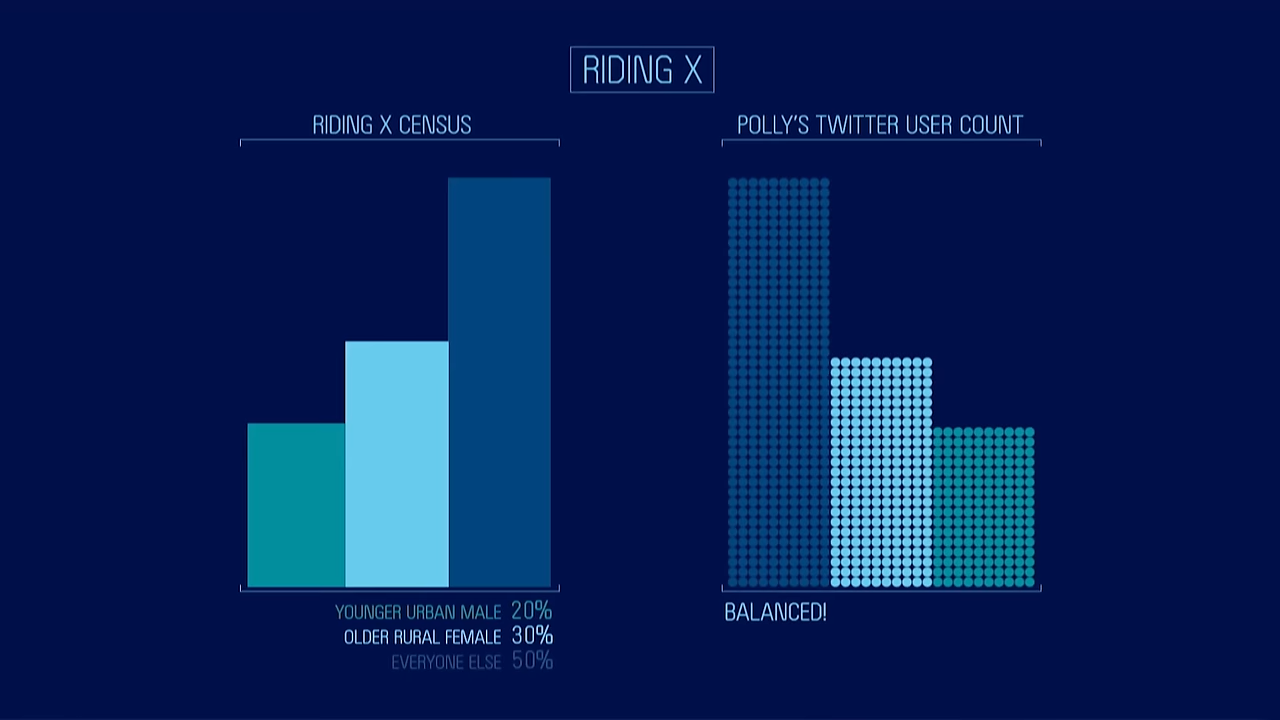 RIDING X
RIDING X CENSUS
POLLY'S TWITTER USER COUNT
YOUNGER URBAN MALE 20%
OLDER RURAL FEMALE 30%
EVERYONE ELSE 50%
BALANCED!